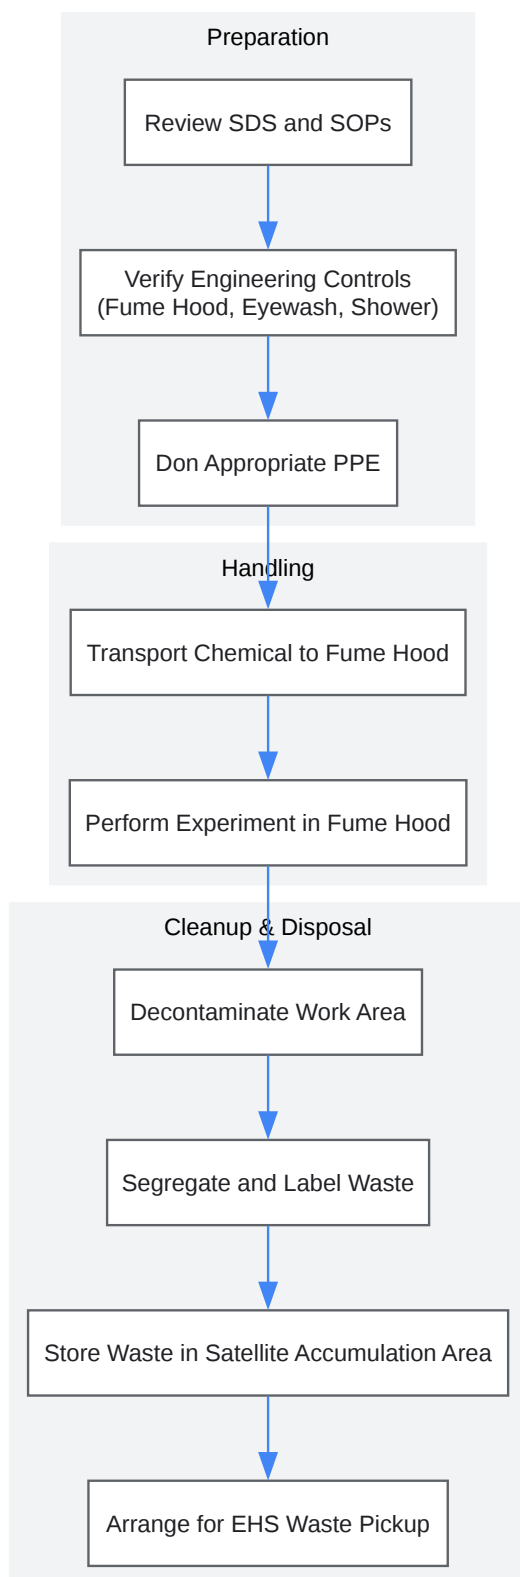 Preparation
Review SDS and SOPs
Verify Engineering Controls
(Fume Hood, Eyewash, Shower)
Don Appropriate PPE
Handling
Transport Chemical to Fume Hood
Perform Experiment in Fume Hood
Cleanup & Disposal
Decontaminate Work Area
Segregate and Label Waste
Store Waste in Satellite Accumulation Area
Arrange for EHS Waste Pickup